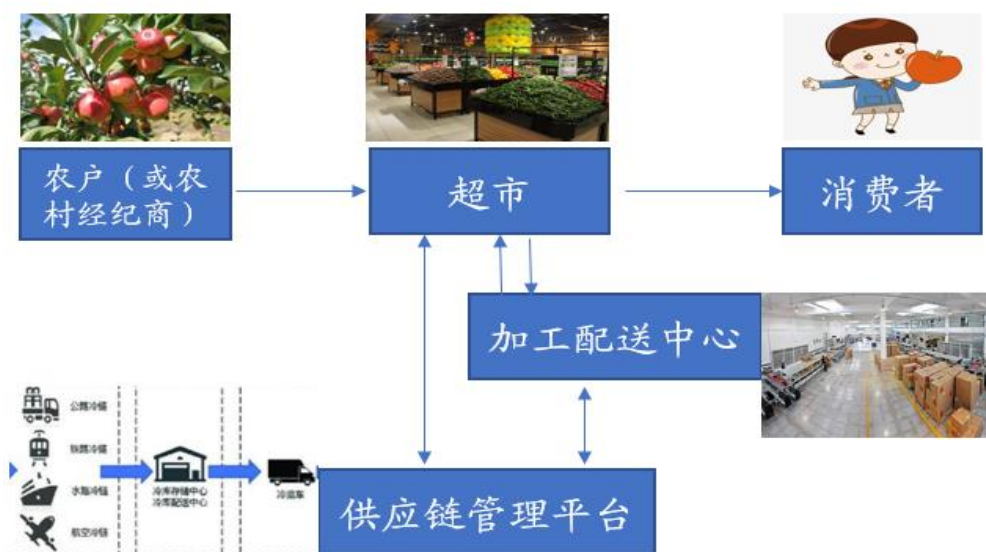 农户（或农
村经纪商）
超市
消费者
加工配送中心
公路冷链
铁路冷链
水路冷链
航空冷链
冷库存储中心
冷库配送中心
冷运车
供应链管理平台